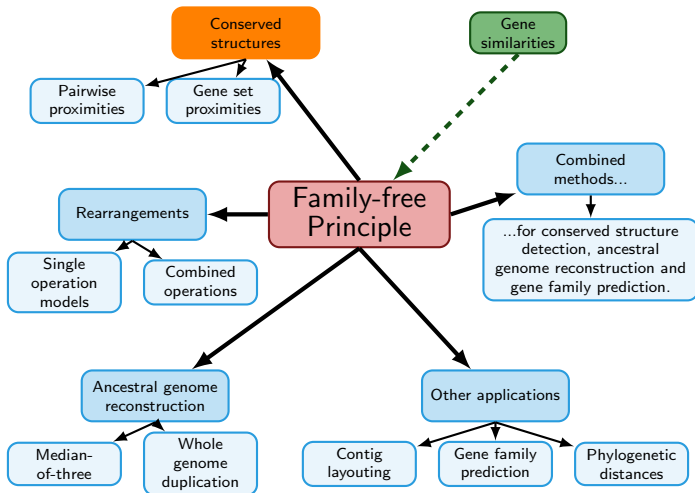 Conserved
structures
Gene
similarities
Pairwise
proximities
Gene set
proximities
Combined
methods...
Family-free
Principle
Rearrangements
...for conserved structure
detection, ancestral
genome reconstruction and
gene family prediction.
Single
operation
models
Combined
operations
Ancestral genome
reconstruction
Other applications
Median-
of-three
Whole
genome
duplication
Contig
layouting
Gene family
prediction
Phylogenetic
distances